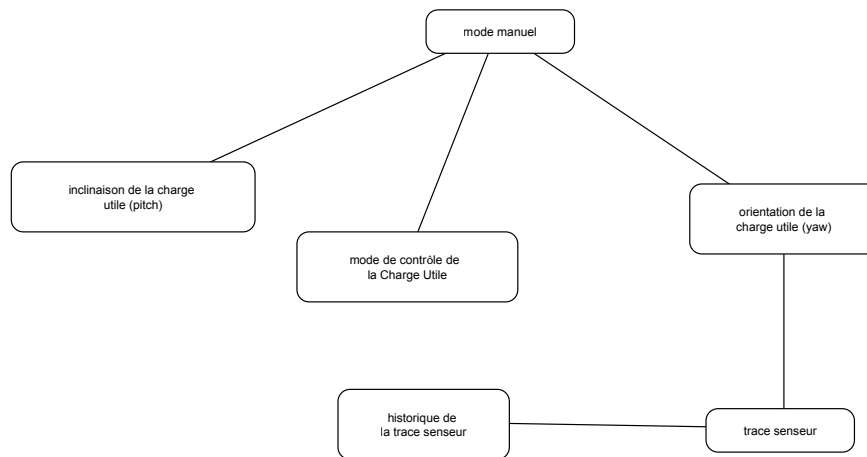 mode manuel
inclinaison de la charge
utile (pitch)
orientation de la
charge utile (yaw)
mode de contrôle de
la Charge Utile
historique de
la trace senseur
trace senseur